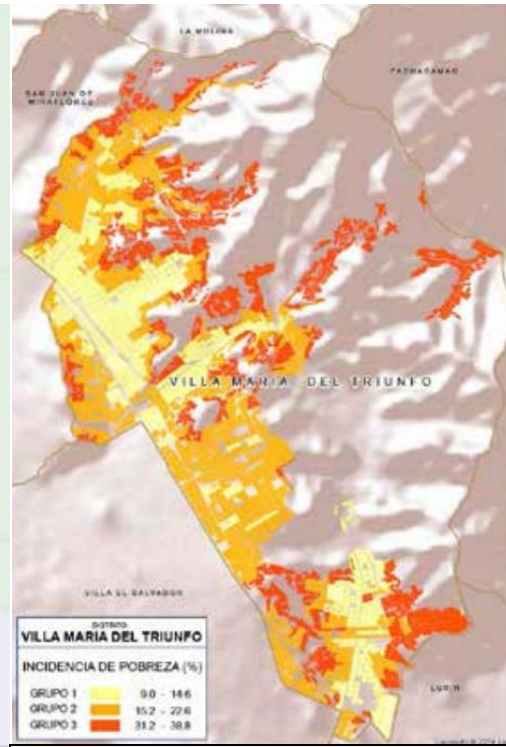 LA MOLINA
PACHACAMAC
SAN JUAN DE
MIRAFLORES
VILLA MARIA DEL TRIUNFO
VILLA EL SALVADOR
LURIN
DISTRITO
VILLA MARÍA DEL TRIUNFO
INCIDENCIA DE POBREZA (%)
GRUPO 1 9.0 - 14.6
GRUPO 2 15.2 - 22.6
GRUPO 3 31.2 - 38.8